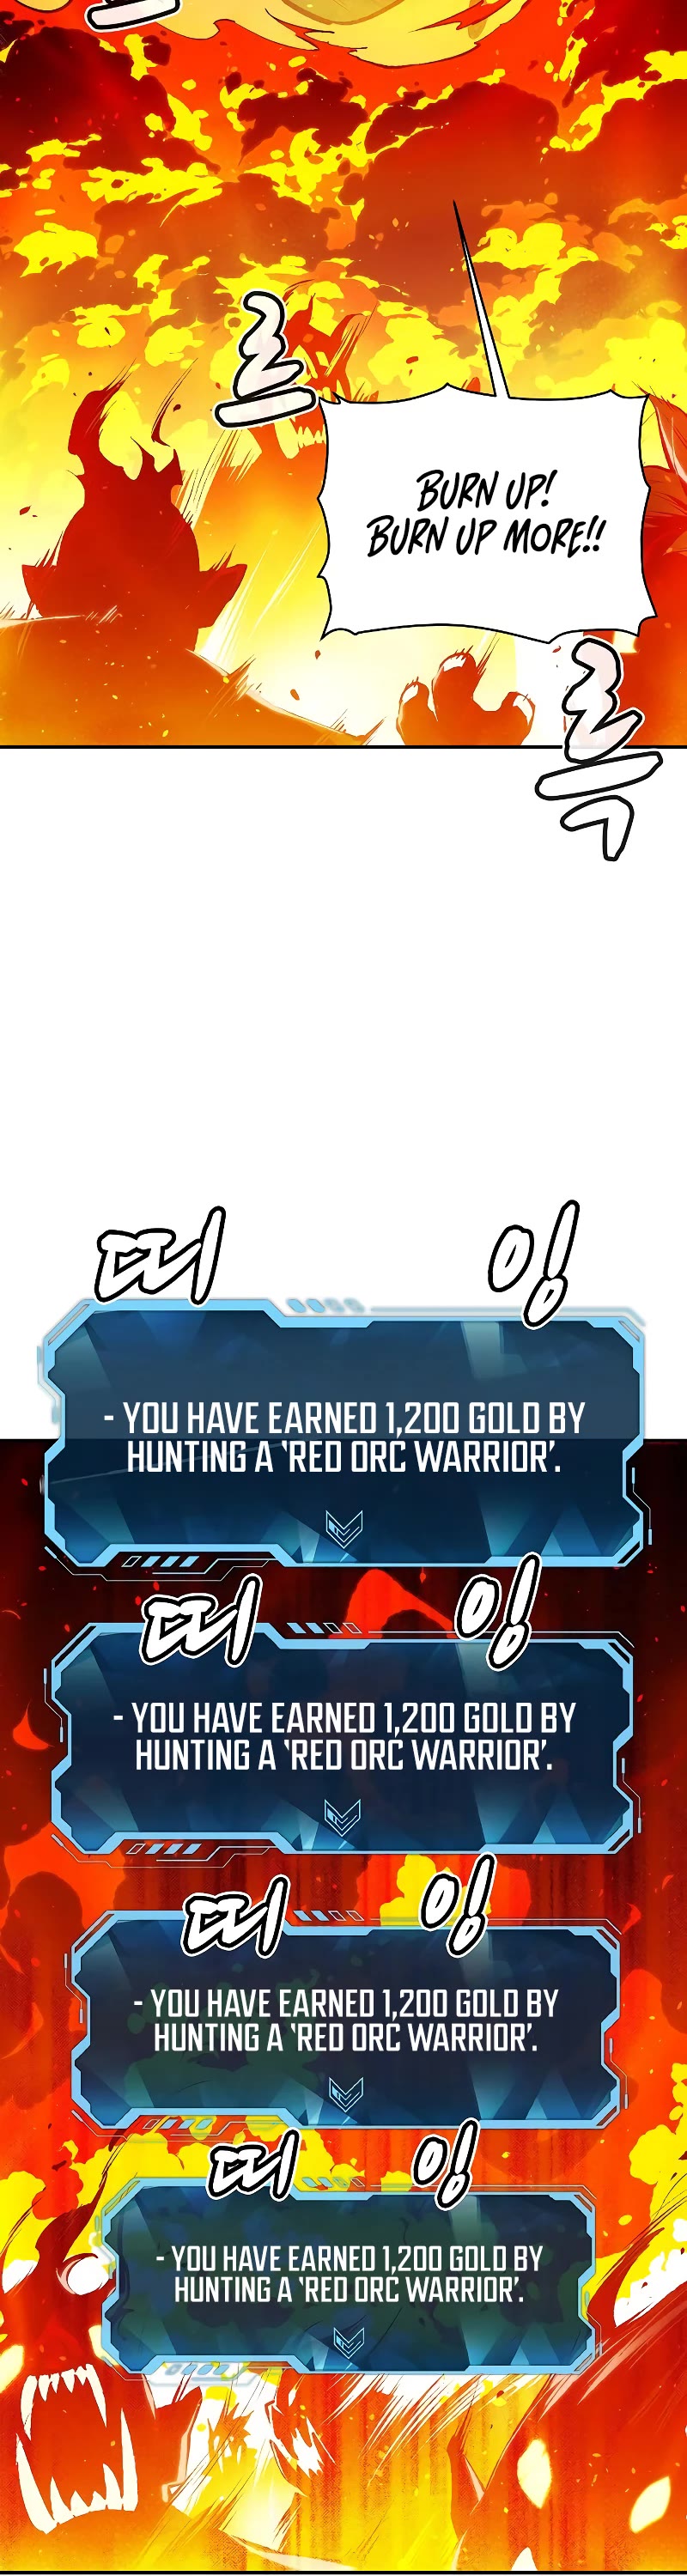 르
BURN UP!
BURN UP MORE!!
륵
띠 잉
- YOU HAVE EARNED 1,200 GOLD BY
HUNTING A 'RED ORC WARRIOR'.
띠 잉
- YOU HAVE EARNED 1,200 GOLD BY
HUNTING A 'RED ORC WARRIOR'.
띠 잉
- YOU HAVE EARNED 1,200 GOLD BY
HUNTING A 'RED ORC WARRIOR'.
띠 잉
- YOU HAVE EARNED 1,200 GOLD BY
HUNTING A 'RED ORC WARRIOR'.